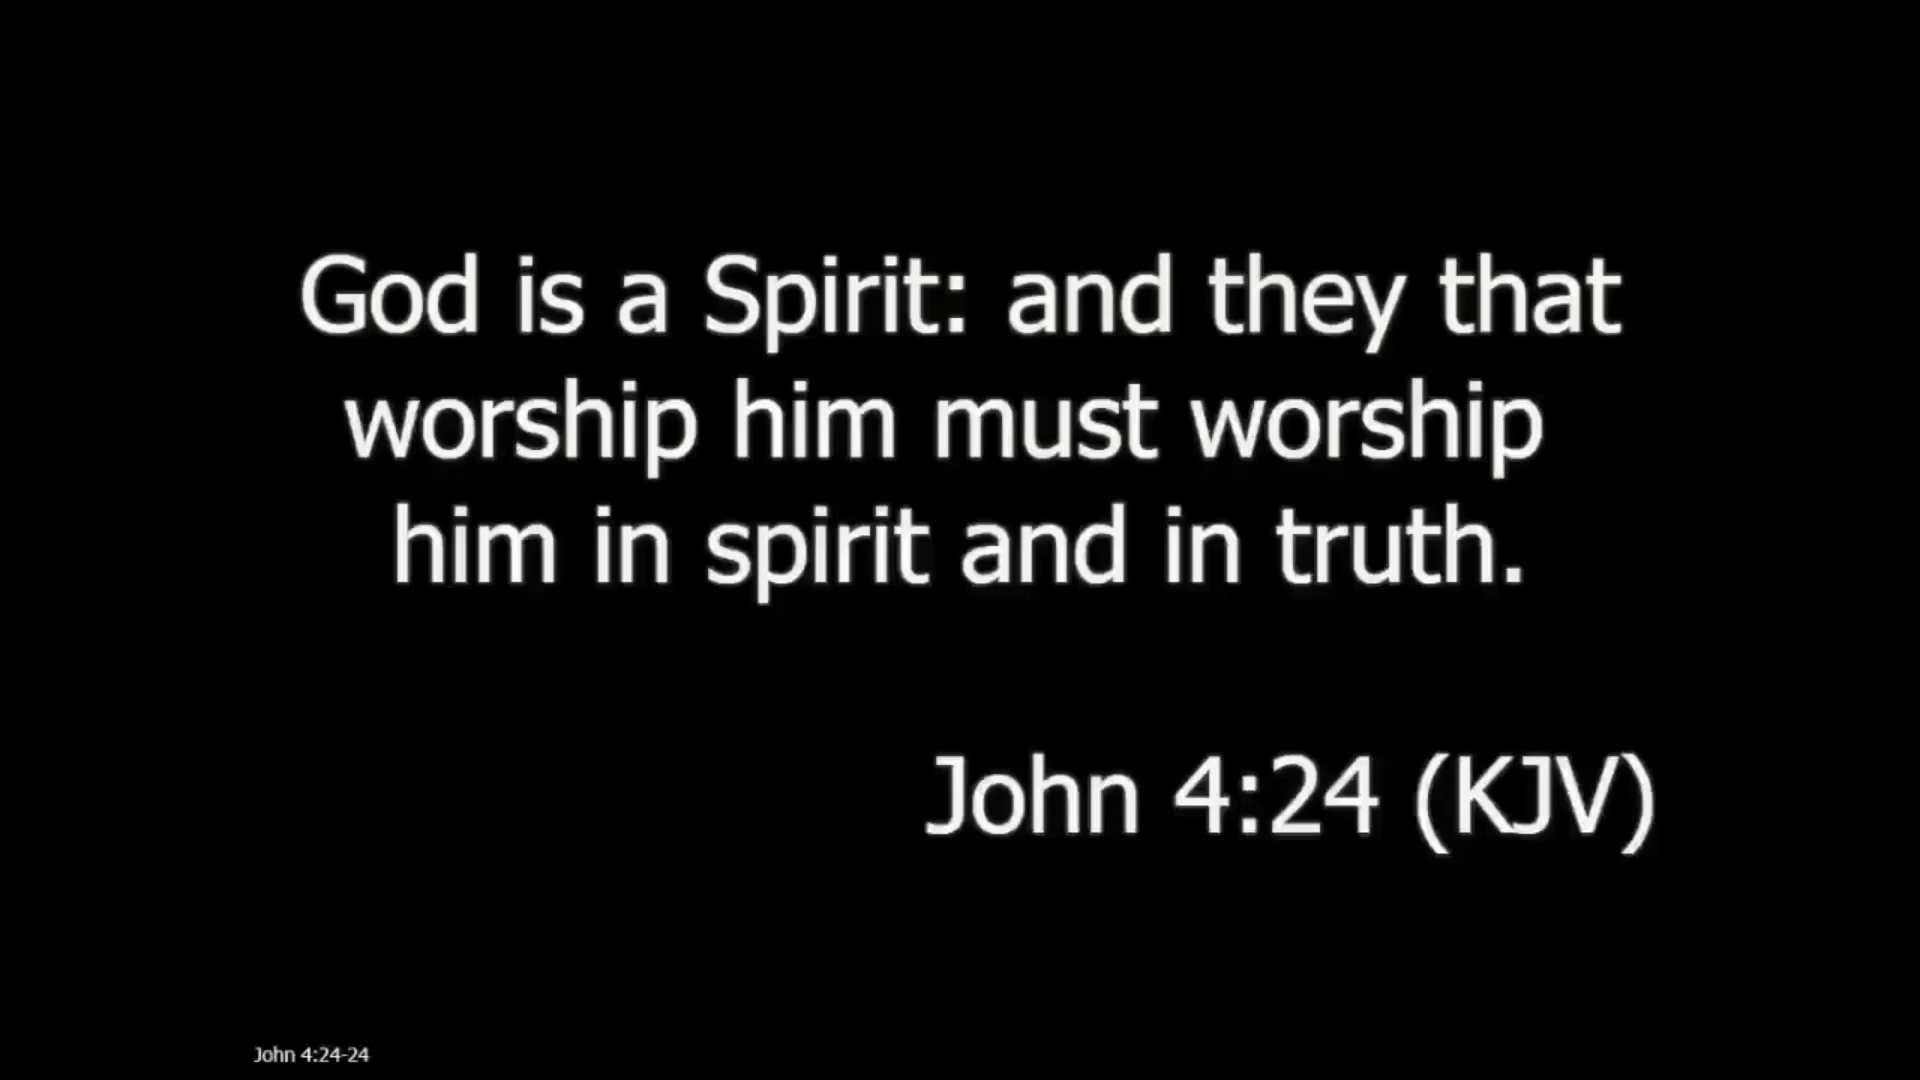 God is a Spirit: and they that
worship him must worship
him in spirit and in truth.
John 4:24 (KJV)
John 4:24-24